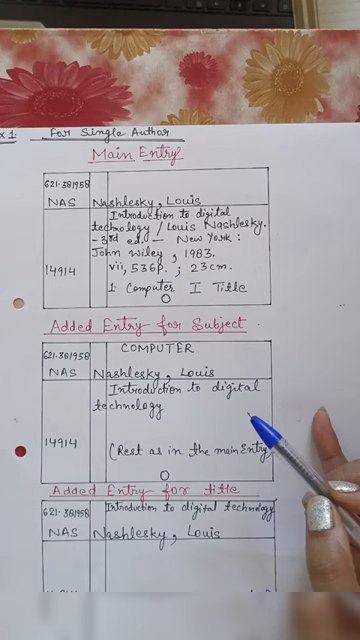 x 1 For Single Author
Main Entry
621.381958
NAS Nashlesky, Louis
Introduction to digital
technology / Louis Nashlesky.
- 3rd ed. - New York :
John wiley, 1983.
14914 vii, 536p. ; 23cm.
1. Computer I Title
Added Entry for Subject
621.381958 COMPUTER
NAS Nashlesky, Louis
Introduction to digital
technology
14914 (Rest as in the main Entry
Added Entry for Title
621.381958 Introduction to digital technology
NAS Nashlesky, Louis